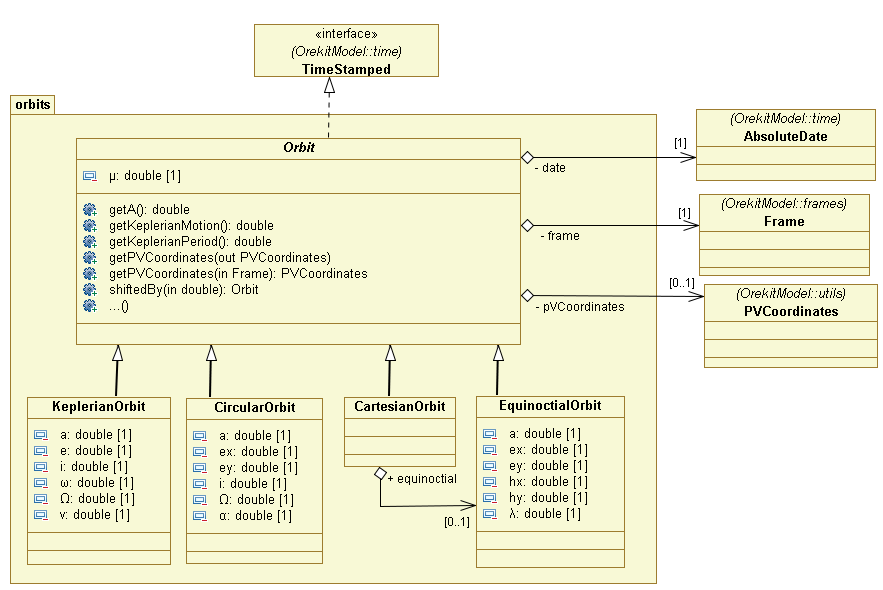 «interface»
(OrekitModel::time)
TimeStamped
orbits
Orbit
μ: double [1]
getA(): double
getKeplerianMotion(): double
getKeplerianPeriod(): double
getPVCoordinates(out PVCoordinates)
getPVCoordinates(in Frame): PVCoordinates
shiftedBy(in double): Orbit
...()
[1]
- date
(OrekitModel::time)
AbsoluteDate
[1]
- frame
(OrekitModel::frames)
Frame
[0..1]
- pVCoordinates
(OrekitModel::utils)
PVCoordinates
KeplerianOrbit
a: double [1]
e: double [1]
i: double [1]
ω: double [1]
Ω: double [1]
v: double [1]
CircularOrbit
a: double [1]
ex: double [1]
ey: double [1]
i: double [1]
Ω: double [1]
α: double [1]
CartesianOrbit
+ equinoctial
[0..1]
EquinoctialOrbit
a: double [1]
ex: double [1]
ey: double [1]
hx: double [1]
hy: double [1]
λ: double [1]